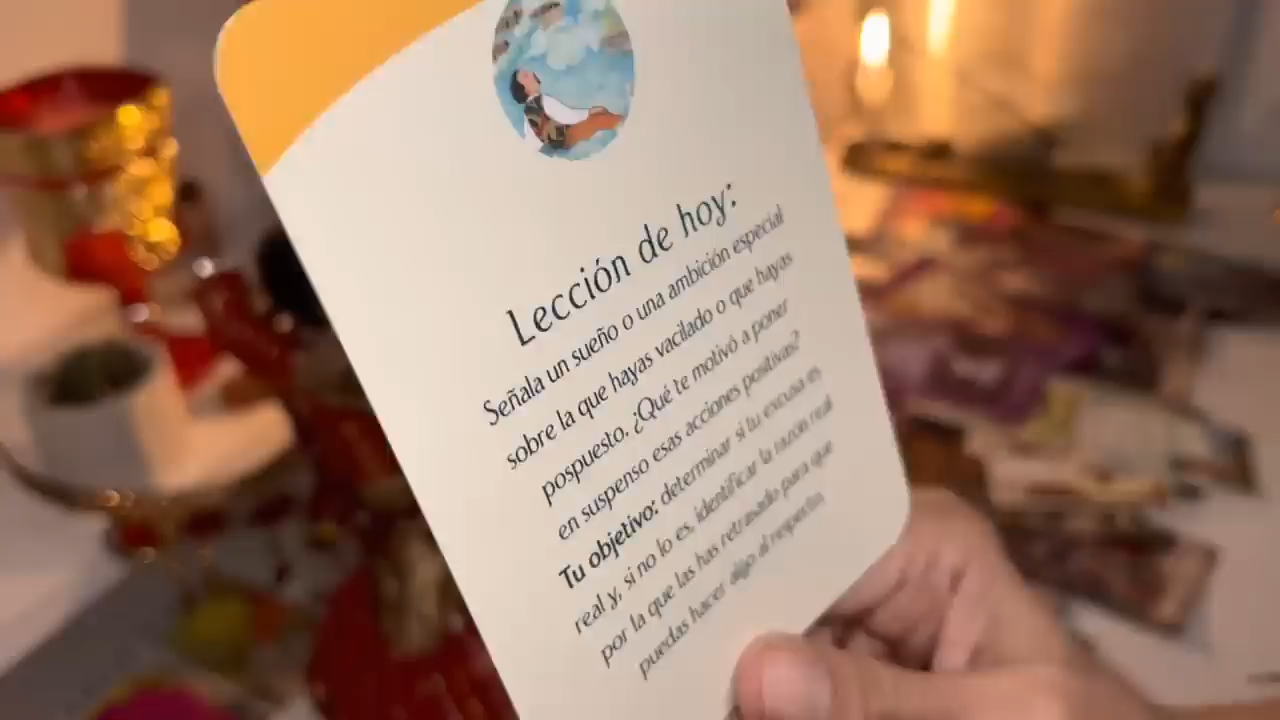 Lección de hoy:
Señala un sueño o una ambición especial
sobre la que hayas vacilado o que hayas
pospuesto. ¿Qué te motivó a poner
en suspenso esas acciones positivas?
Tu objetivo: determinar si tu excusa es
real y, si no lo es, identificar la razón real
por la que las has retrasado para que
puedas hacer algo al respecto.